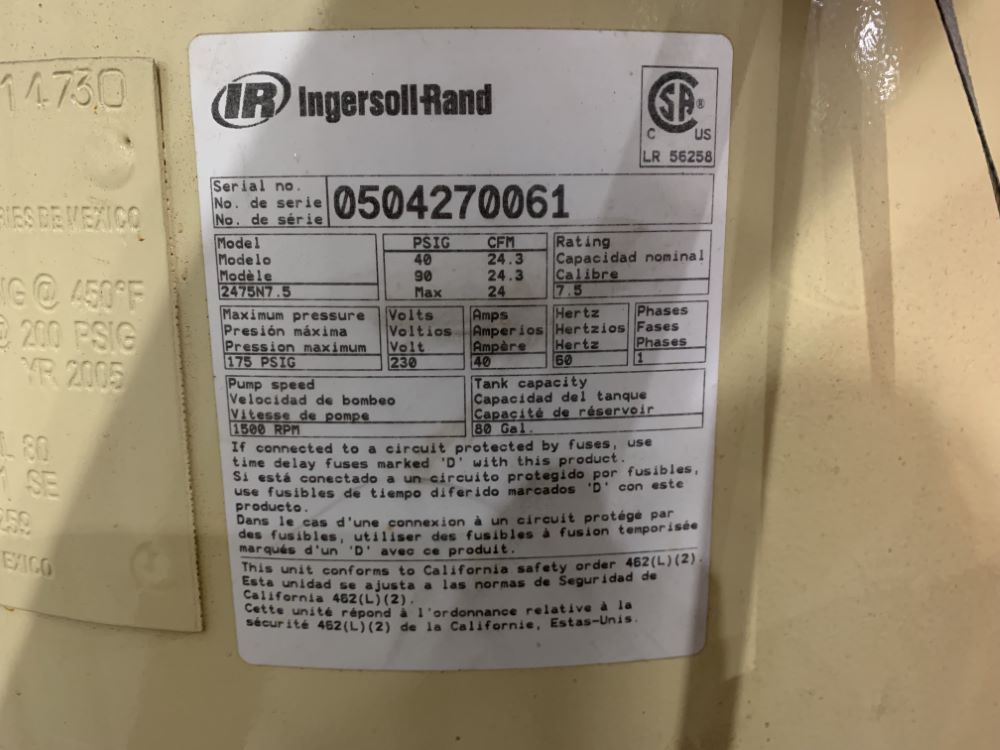 14730
DE MEXICO
@ 450°F
@ 200 PSIG
YR 2005
80
SE
259
EXICO
IR Ingersoll-Rand
CSA®
C US
LR 56258
Serial no.
No. de serie
No. de série
0504270061
Model
Modelo
Modèle
2475N7.5
PSIG CFM
40 24.3
90 24.3
Max 24
Rating
Capacidad nominal
Calibre
7.5
Maximum pressure
Presión máxima
Pression maximum
175 PSIG
Volts
Voltios
Volt
230
Amps
Amperios
Ampère
40
Hertz
Hertzios
Hertz
60
Phases
Fases
Phases
1
Pump speed
Velocidad de bombeo
Vitesse de pompe
1500 RPM
Tank capacity
Capacidad del tanque
Capacité de réservoir
80 Gal.
If connected to a circuit protected by fuses, use
time delay fuses marked 'D' with this product.
Si está conectado a un circuito protegido por fusibles,
use fusibles de tiempo diferido marcados 'D' con este
producto.
Dans le cas d'une connexion à un circuit protégé par
des fusibles, utiliser des fusibles à fusion temporisée
marqués d'un 'D' avec ce produit.
This unit conforms to California safety order 462(L)(2).
Esta unidad se ajusta a las normas de Seguridad de
California 462(L)(2).
Cette unité répond à l'ordonnance relative à la
sécurité 462(L)(2) de la Californie, Estas-Unis.